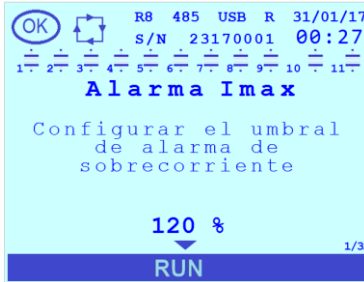 OK R8 485 USB R 31/01/17
S/N 23170001 00:27
1 2 3 4 5 6 7 8 9 10 11
Alarma Imax
Configurar el umbral
de alarma de
sobrecorriente
120 %
1/3
RUN